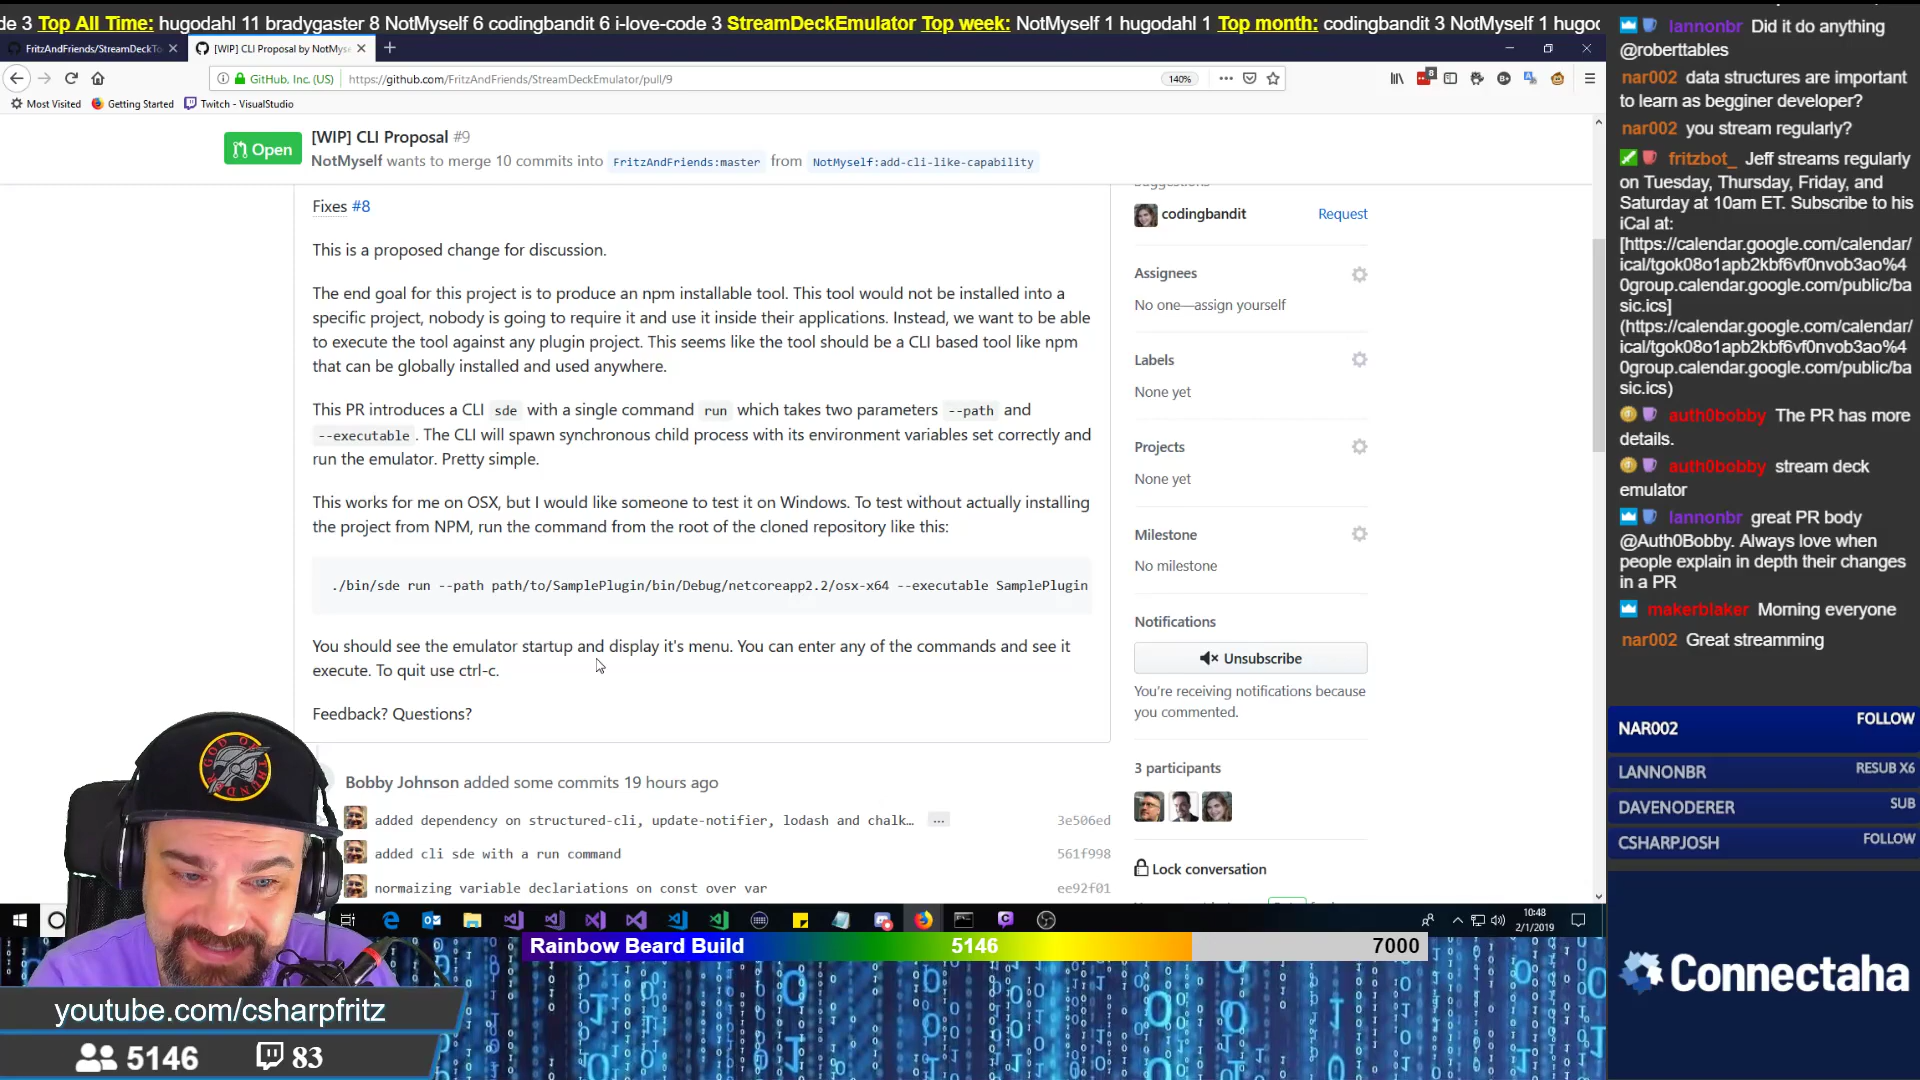 de 3 Top All Time: hugodahl 11 bradygaster 8 NotMyself 6 codingbandit 6 i-love-code 3 StreamDeckEmulator Top week: NotMyself 1 hugodahl 1 Top month: codingbandit 3 NotMyself 1 hugoc
FritzAndFriends/StreamDeckTo
[WIP] CLI Proposal by NotMyse
GitHub, Inc. (US)
https://github.com/FritzAndFriends/StreamDeckEmulator/pull/9
140%
8
Most Visited
Getting Started
Twitch - VisualStudio
Open
[WIP] CLI Proposal #9
NotMyself wants to merge 10 commits into FritzAndFriends:master from NotMyself:add-cli-like-capability
Fixes #8
This is a proposed change for discussion.
The end goal for this project is to produce an npm installable tool. This tool would not be installed into a
specific project, nobody is going to require it and use it inside their applications. Instead, we want to be able
to execute the tool against any plugin project. This seems like the tool should be a CLI based tool like npm
that can be globally installed and used anywhere.
This PR introduces a CLI sde with a single command run which takes two parameters --path and
--executable . The CLI will spawn synchronous child process with its environment variables set correctly and
run the emulator. Pretty simple.
This works for me on OSX, but I would like someone to test it on Windows. To test without actually installing
the project from NPM, run the command from the root of the cloned repository like this:
./bin/sde run --path path/to/SamplePlugin/bin/Debug/netcoreapp2.2/osx-x64 --executable SamplePlugin
You should see the emulator startup and display it's menu. You can enter any of the commands and see it
execute. To quit use ctrl-c.
Feedback? Questions?
Bobby Johnson added some commits 19 hours ago
added dependency on structured-cli, update-notifier, lodash and chalk… ...
3e506ed
added cli sde with a run command
561f998
normaizing variable declariations on const over var
ee92f01
Suggestions
codingbandit
Request
Assignees
No one—assign yourself
Labels
None yet
Projects
None yet
Milestone
No milestone
Notifications
Unsubscribe
You're receiving notifications because
you commented.
3 participants
Lock conversation
10:48
2/1/2019
Rainbow Beard Build
5146
7000
youtube.com/csharpfritz
5146
83
lannonbr Did it do anything
@roberttables
nar002 data structures are important
to learn as begginer developer?
nar002 you stream regularly?
fritzbot_ Jeff streams regularly
on Tuesday, Thursday, Friday, and
Saturday at 10am ET. Subscribe to his
iCal at:
[https://calendar.google.com/calendar/
ical/tgok08o1apb2kbf6vf0nvob3ao%4
0group.calendar.google.com/public/ba
sic.ics]
(https://calendar.google.com/calendar/
ical/tgok08o1apb2kbf6vf0nvob3ao%4
0group.calendar.google.com/public/ba
sic.ics)
auth0bobby The PR has more
details.
auth0bobby stream deck
emulator
lannonbr great PR body
@Auth0Bobby. Always love when
people explain in depth their changes
in a PR
makerblaker Morning everyone
nar002 Great streamming
NAR002
FOLLOW
LANNONBR
RESUB X6
DAVENODERER
SUB
CSHARPJOSH
FOLLOW
Connectaha